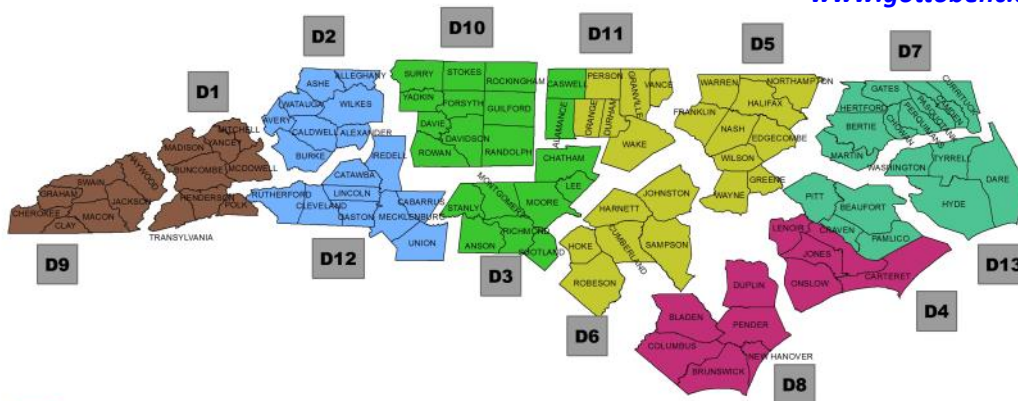 D10
D11
D2
D5
D7
D1
D9
D12
D3
D6
D8
D4
D13
ASHE
ALLEGHANY
WATAUGA
WILKES
AVERY
CALDWELL
ALEXANDER
BURKE
IREDELL
CATAWBA
RUTHERFORD
LINCOLN
CLEVELAND
GASTON
CABARRUS
MECKLENBURG
UNION
MITCHELL
YANCEY
MADISON
BUNCOMBE
MCDOWELL
HENDERSON
POLK
TRANSYLVANIA
HAYWOOD
SWAIN
GRAHAM
JACKSON
CHEROKEE
MACON
CLAY
SURRY
STOKES
ROCKINGHAM
YADKIN
FORSYTH
GUILFORD
DAVIE
DAVIDSON
ROWAN
RANDOLPH
CASWELL
PERSON
GRANVILLE
VANCE
ALAMANCE
ORANGE
DURHAM
WAKE
CHATHAM
LEE
MONTGOMERY
MOORE
STANLY
RICHMOND
ANSON
SCOTLAND
JOHNSTON
HARNETT
CUMBERLAND
SAMPSON
HOKE
ROBESON
WARREN
NORTHAMPTON
HALIFAX
FRANKLIN
NASH
EDGECOMBE
WILSON
GREENE
WAYNE
GATES
CURRITUCK
CAMDEN
PASQUOTANK
PERQUIMANS
HERTFORD
CHOWAN
BERTIE
MARTIN
WASHINGTON
TYRRELL
DARE
HYDE
PITT
BEAUFORT
CRAVEN
PAMLICO
LENOIR
JONES
CARTERET
ONSLOW
DUPLIN
BLADEN
PENDER
COLUMBUS
NEW HANOVER
BRUNSWICK